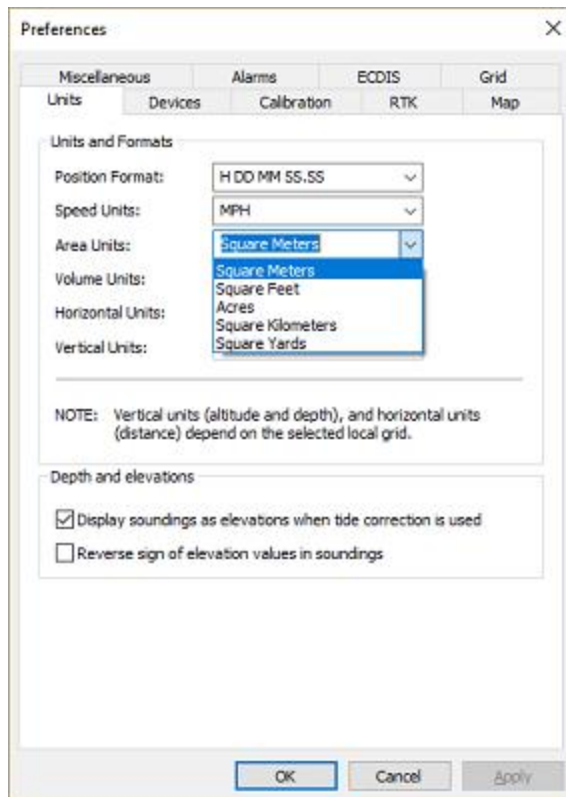 Preferences
Miscellaneous Alarms ECDIS Grid
Units Devices Calibration RTK Map
Units and Formats
Position Format: H DD MM SS.SS
Speed Units: MPH
Area Units: Square Meters
Square Meters
Volume Units:
Square Feet
Acres
Horizontal Units:
Square Kilometers
Square Yards
Vertical Units:
NOTE: Vertical units (altitude and depth), and horizontal units
(distance) depend on the selected local grid.
Depth and elevations
Display soundings as elevations when tide correction is used
Reverse sign of elevation values in soundings
OK Cancel Apply